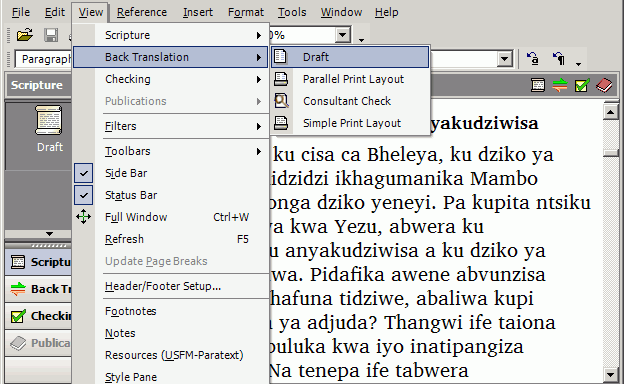 File Edit View Reference Insert Format Tools Window Help
Scripture
0%
Back Translation
Draft
Paragraph
Checking
Parallel Print Layout
Scripture
Publications
Consultant Check
Filters
Simple Print Layout
yakudziwisa
Draft
Toolbars
ku cisa ca Bheleya, ku dziko ya
Side Bar
idzidzi ikhagumanika Mambo
Status Bar
onga dziko yeneyi. Pa kupita ntsiku
Full Window Ctrl+W
ya kwa Yezu, abwera ku
Refresh F5
u anyakudziwisa a ku dziko ya
Scriptur
Update Page Breaks
wa. Pidafika awene abvunzisa
Back Tr
Header/Footer Setup...
hafuna tidziwe, abaliwa kupi
Checkin
Footnotes
a ya adjuda? Thangwi ife taiona
Publica
Notes
buluka kwa iyo inatipangiza
Resources (USFM-Paratext)
Na tenepa ife tabwera
Style Pane